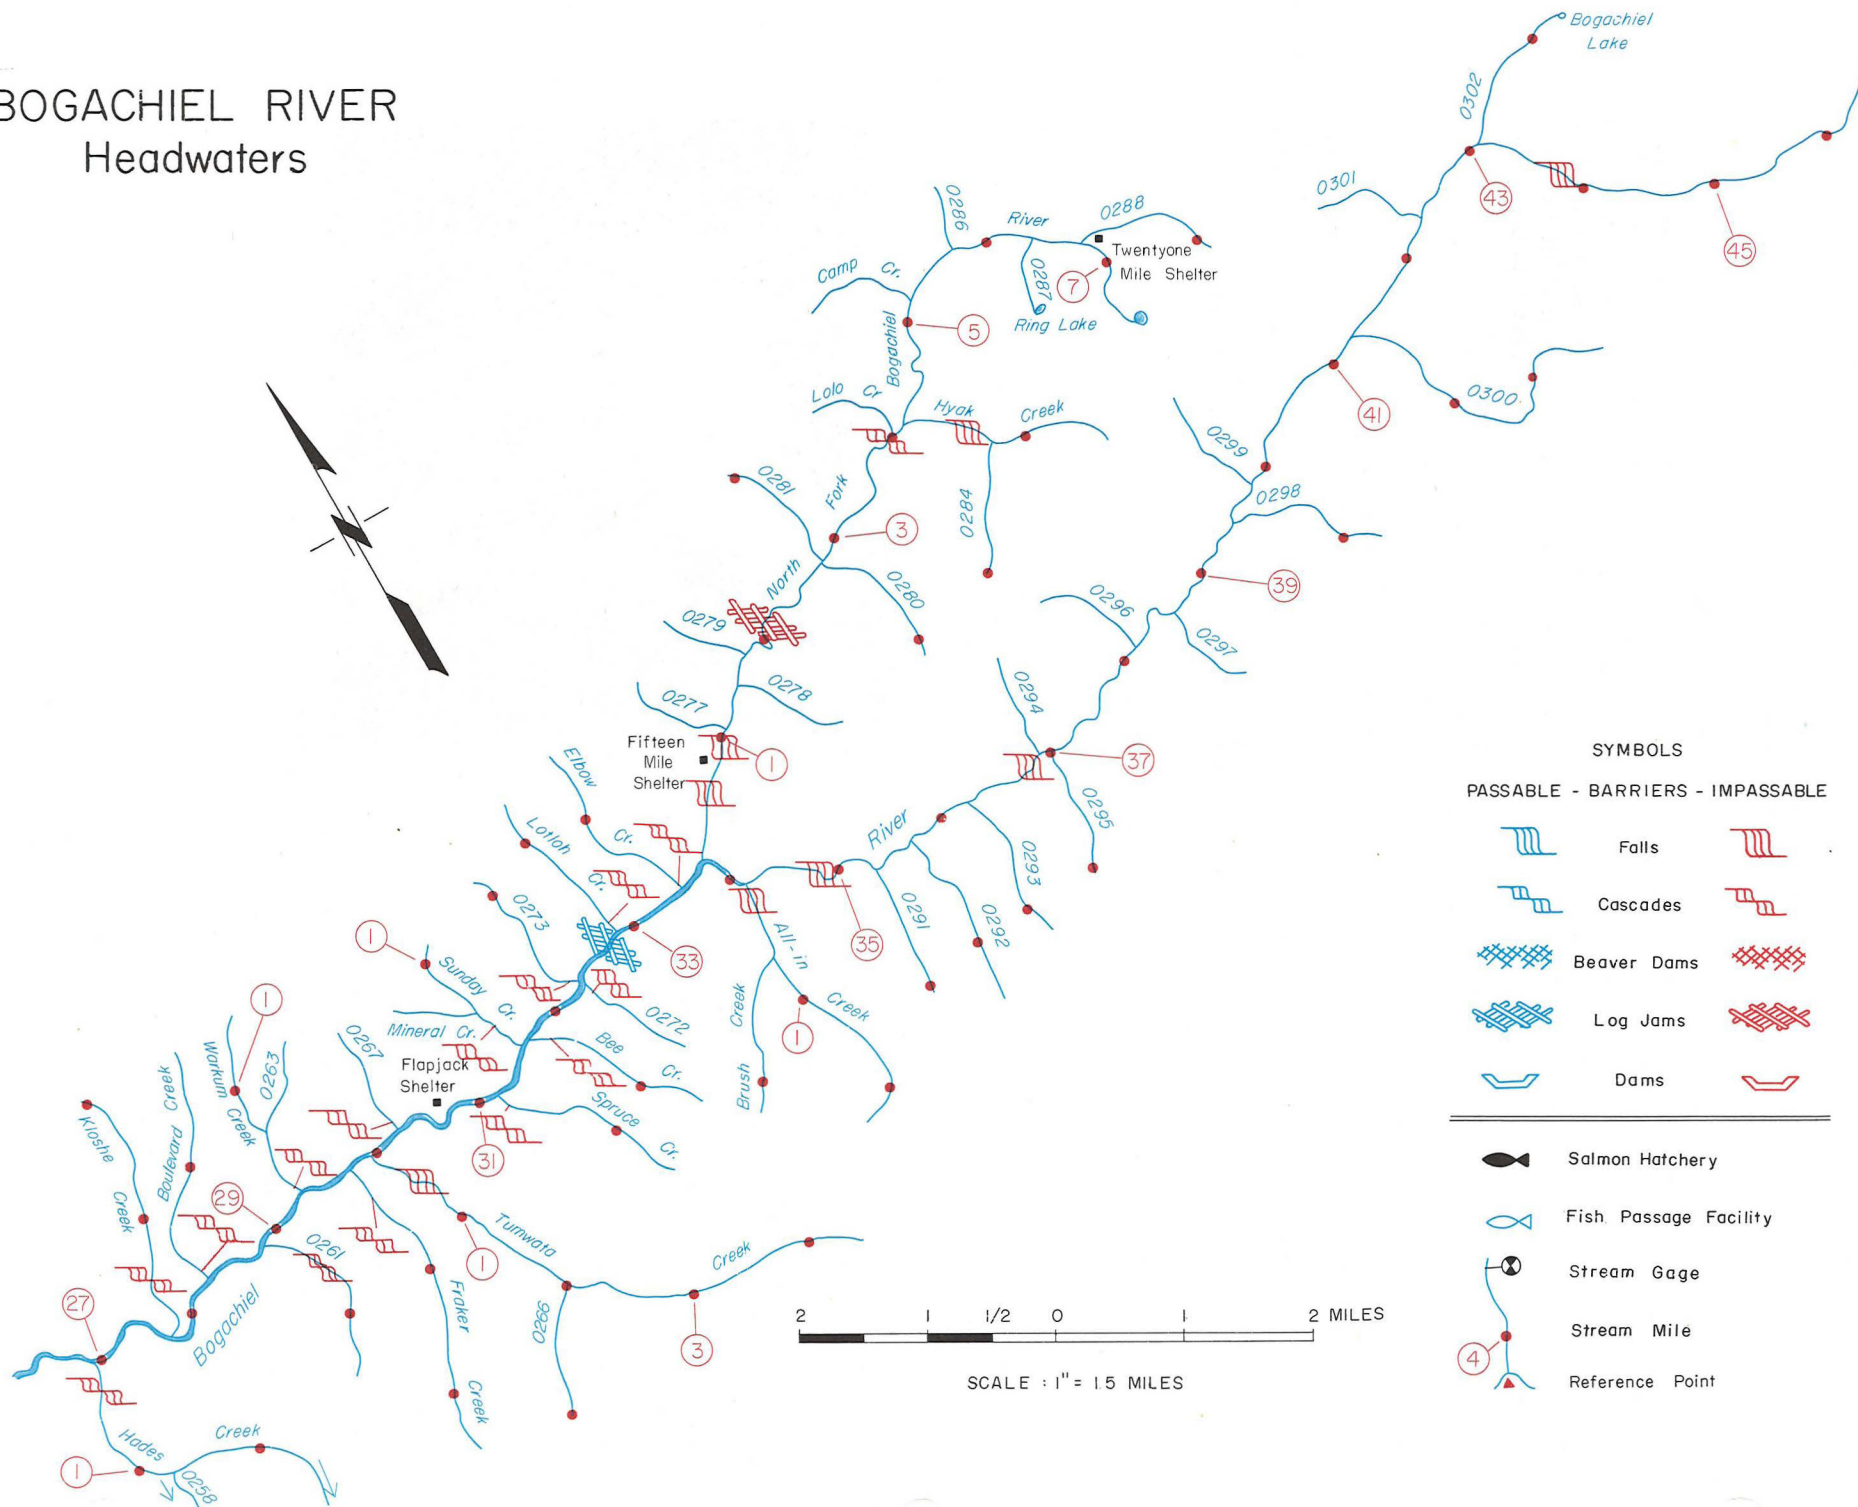 BOGACHIEL RIVER
Headwaters
Bogachiel
Lake
0302
43
45
0301
0286
River
0288
Twentyone
Mile Shelter
7
0287
Ring Lake
Camp Cr.
5
Bogachiel
41
0300
Lolo Cr
Hyak Creek
0299
0298
0281
Fork
0284
3
39
North
0280
0296
0297
0279
0278
0277
0294
Fifteen
Mile
Shelter
1
37
0295
Elbow Cr.
Lotloh Cr.
River
0293
0292
0291
35
33
All-in Creek
1
Brush Creek
0273
0272
1
Sunday Cr.
Mineral Cr.
Bee Cr.
Spruce Cr.
0267
Flapjack
Shelter
31
1
Warkum Creek
0263
Boulevard Creek
Kloshe Creek
29
0261
27
Bogachiel
Fraker Creek
Tumwata Creek
1
0266
3
Hades Creek
1
0258
2 1 1/2 0 1 2 MILES
SCALE : 1" = 1.5 MILES
SYMBOLS
PASSABLE - BARRIERS - IMPASSABLE
Falls
Cascades
Beaver Dams
Log Jams
Dams
Salmon Hatchery
Fish Passage Facility
Stream Gage
Stream Mile
4
Reference Point